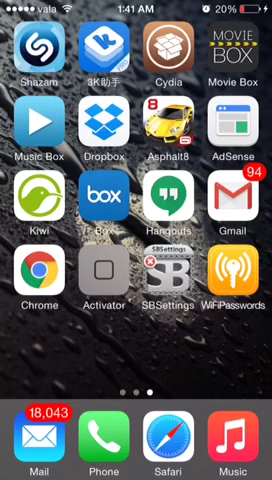 vala 1:41 AM 20%
MOVIE
BOX
Shazam 3K助手 Cydia Movie Box
8
Music Box Dropbox Asphalt8 AdSense
94
box
Kiwi Box Hangouts Gmail
SBSettings
SB
Chrome Activator SBSettings WiFiPasswords
18,043
Mail Phone Safari Music